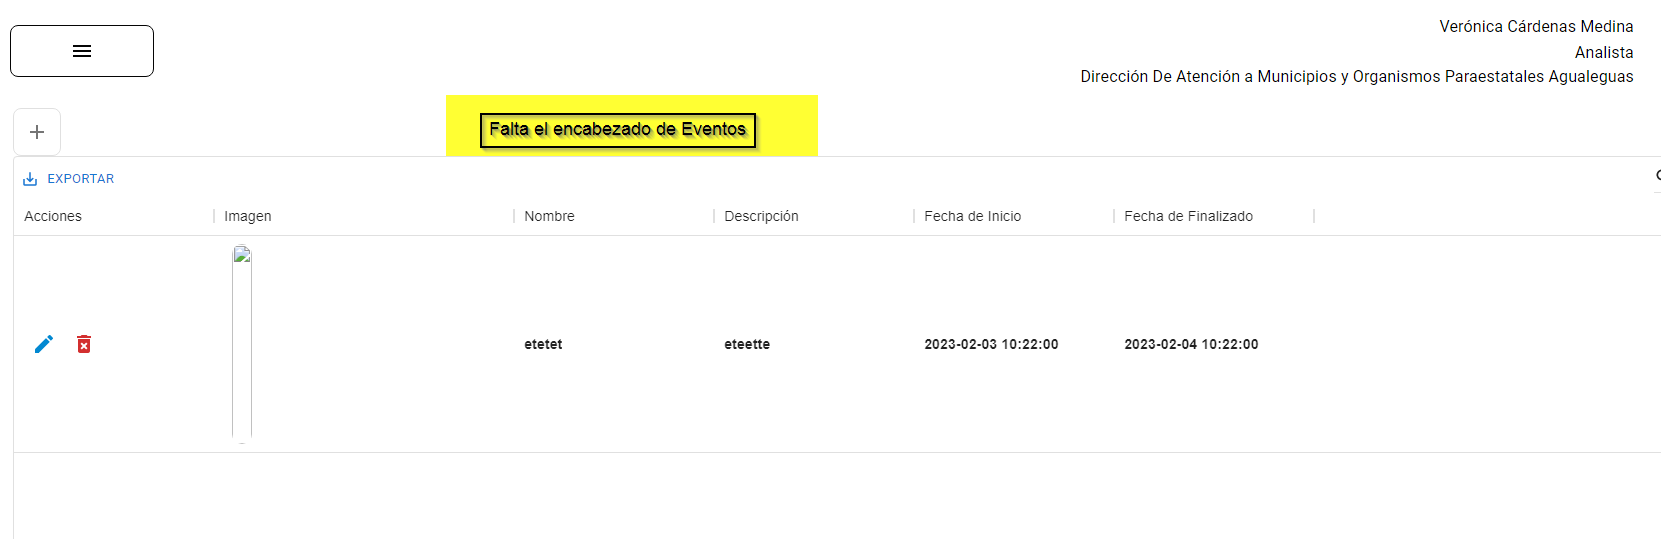 Verónica Cárdenas Medina
Analista
Dirección De Atención a Municipios y Organismos Paraestatales Agualeguas
Falta el encabezado de Eventos
EXPORTAR
Acciones Imagen Nombre Descripción Fecha de Inicio Fecha de Finalizado
etetet eteette 2023-02-03 10:22:00 2023-02-04 10:22:00